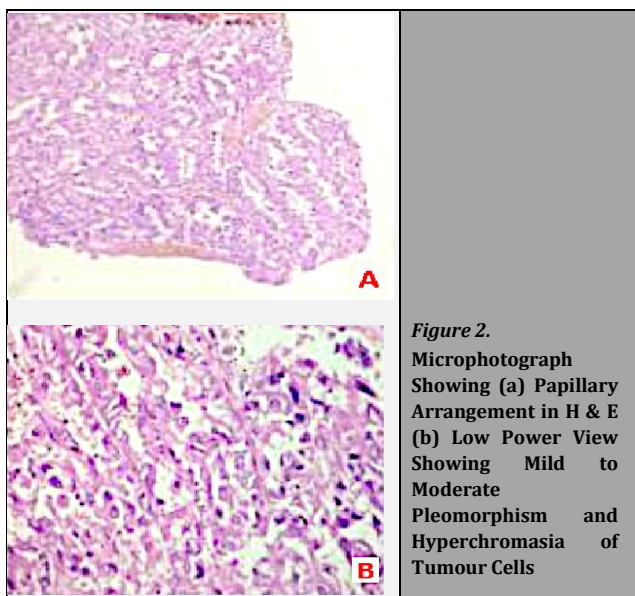 A
B
Figure 2.
Microphotograph
Showing (a) Papillary
Arrangement in H & E
(b) Low Power View
Showing Mild to
Moderate
Pleomorphism and
Hyperchromasia of
Tumour Cells